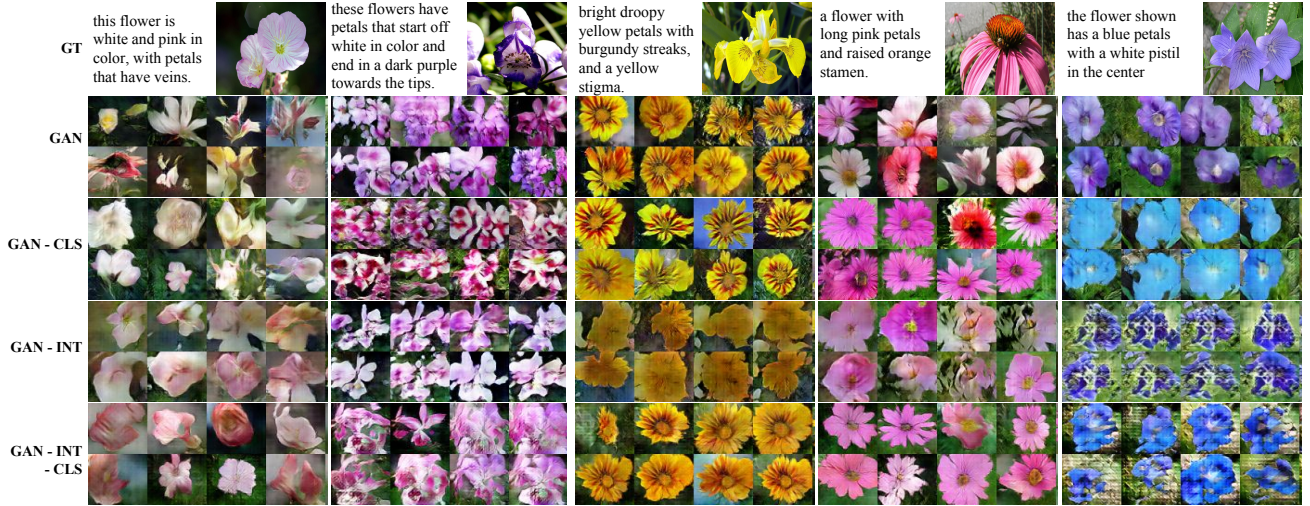 GT
this flower is
white and pink in
color, with petals
that have veins.
these flowers have
petals that start off
white in color and
end in a dark purple
towards the tips.
bright droopy
yellow petals with
burgundy streaks,
and a yellow
stigma.
a flower with
long pink petals
and raised orange
stamen.
the flower shown
has a blue petals
with a white pistil
in the center
GAN
GAN - CLS
GAN - INT
GAN - INT
- CLS